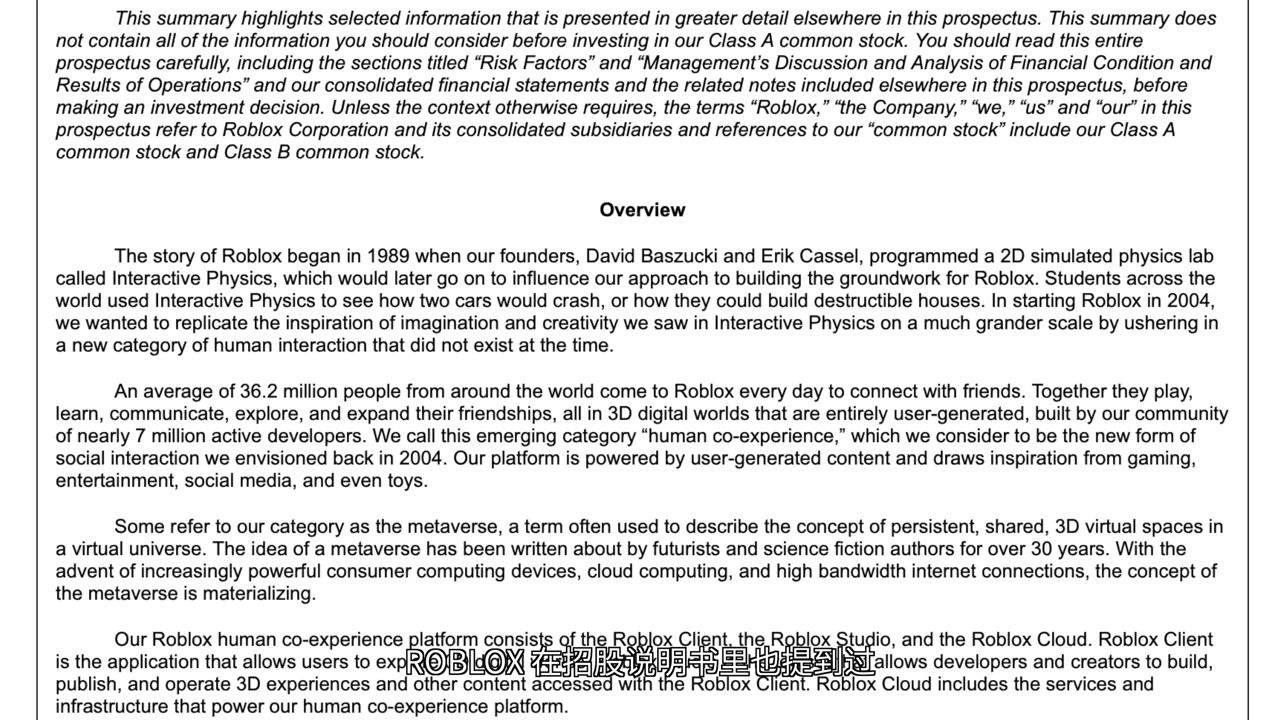 This summary highlights selected information that is presented in greater detail elsewhere in this prospectus. This summary does
not contain all of the information you should consider before investing in our Class A common stock. You should read this entire
prospectus carefully, including the sections titled “Risk Factors” and “Management’s Discussion and Analysis of Financial Condition and
Results of Operations” and our consolidated financial statements and the related notes included elsewhere in this prospectus, before
making an investment decision. Unless the context otherwise requires, the terms “Roblox,” “the Company,” “we,” “us” and “our” in this
prospectus refer to Roblox Corporation and its consolidated subsidiaries and references to our “common stock” include our Class A
common stock and Class B common stock.
Overview
The story of Roblox began in 1989 when our founders, David Baszucki and Erik Cassel, programmed a 2D simulated physics lab
called Interactive Physics, which would later go on to influence our approach to building the groundwork for Roblox. Students across the
world used Interactive Physics to see how two cars would crash, or how they could build destructible houses. In starting Roblox in 2004,
we wanted to replicate the inspiration of imagination and creativity we saw in Interactive Physics on a much grander scale by ushering in
a new category of human interaction that did not exist at the time.
An average of 36.2 million people from around the world come to Roblox every day to connect with friends. Together they play,
learn, communicate, explore, and expand their friendships, all in 3D digital worlds that are entirely user-generated, built by our community
of nearly 7 million active developers. We call this emerging category “human co-experience,” which we consider to be the new form of
social interaction we envisioned back in 2004. Our platform is powered by user-generated content and draws inspiration from gaming,
entertainment, social media, and even toys.
Some refer to our category as the metaverse, a term often used to describe the concept of persistent, shared, 3D virtual spaces in
a virtual universe. The idea of a metaverse has been written about by futurists and science fiction authors for over 30 years. With the
advent of increasingly powerful consumer computing devices, cloud computing, and high bandwidth internet connections, the concept of
the metaverse is materializing.
Our Roblox human co-experience platform consists of the Roblox Client, the Roblox Studio, and the Roblox Cloud. Roblox Client
is the application that allows users to allows developers and creators to build,
ROBLOX 在招股说明书里也提到过
publish, and operate 3D experiences and other content accessed with the Roblox Client. Roblox Cloud includes the services and
infrastructure that power our human co-experience platform.